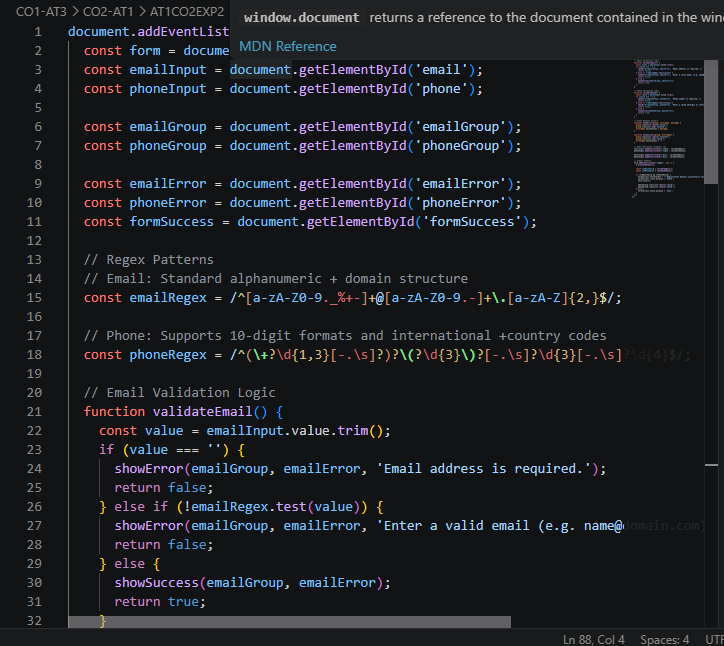 CO1-AT3 > CO2-AT1 > AT1CO2EXP2
window.document returns a reference to the document contained in the win
MDN Reference
1 document.addEventList
2 const form = docume
3 const emailInput = document.getElementById('email');
4 const phoneInput = document.getElementById('phone');
5
6 const emailGroup = document.getElementById('emailGroup');
7 const phoneGroup = document.getElementById('phoneGroup');
8
9 const emailError = document.getElementById('emailError');
10 const phoneError = document.getElementById('phoneError');
11 const formSuccess = document.getElementById('formSuccess');
12
13 // Regex Patterns
14 // Email: Standard alphanumeric + domain structure
15 const emailRegex = /^[a-zA-Z0-9._%+-]+@[a-zA-Z0-9.-]+\.[a-zA-Z]{2,}$/;
16
17 // Phone: Supports 10-digit formats and international +country codes
18 const phoneRegex = /^(\+?\d{1,3}[-.\s]?)?\(?\d{3}\)?[-.\s]?\d{3}[-.\s]?\d{4}$/;
19
20 // Email Validation Logic
21 function validateEmail() {
22 const value = emailInput.value.trim();
23 if (value === '') {
24 showError(emailGroup, emailError, 'Email address is required.');
25 return false;
26 } else if (!emailRegex.test(value)) {
27 showError(emailGroup, emailError, 'Enter a valid email (e.g. name@domain.com)
28 return false;
29 } else {
30 showSuccess(emailGroup, emailError);
31 return true;
32 }
Ln 88, Col 4 Spaces: 4 UTF